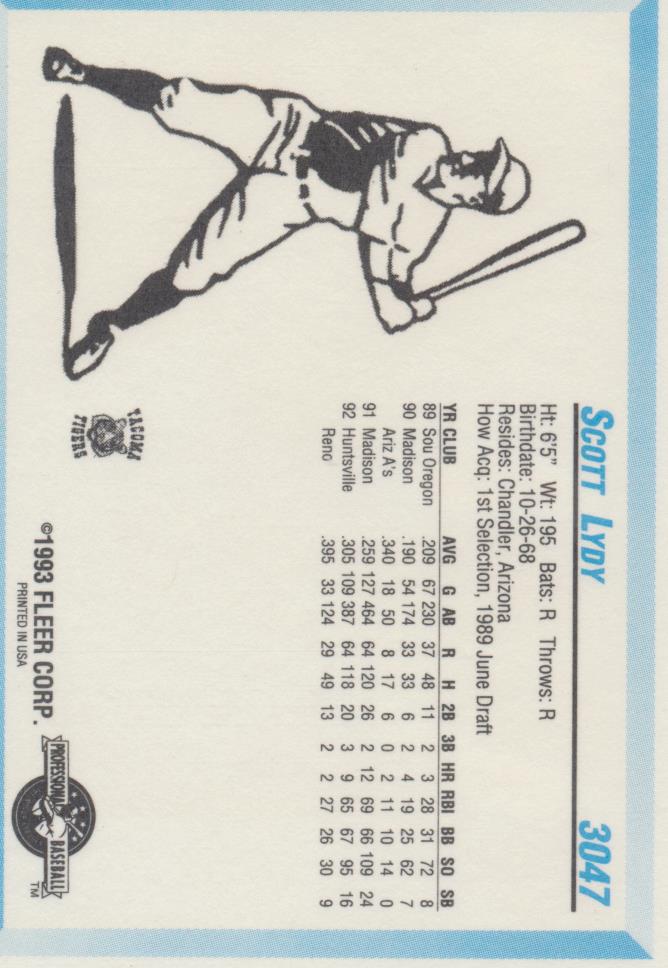 SCOTT LYDY 3047
Ht: 6'5" Wt: 195 Bats: R Throws: R
Birthdate: 10-26-68
Resides: Chandler, Arizona
How Acq: 1st Selection, 1989 June Draft
YR CLUB AVG G AB R H 2B 3B HR RBI BB SO SB
89 Sou Oregon .209 67 230 37 48 11 2 3 28 31 72 8
90 Madison .190 54 174 33 33 6 2 4 19 25 62 7
Ariz A's .340 18 50 8 17 6 0 2 11 10 14 0
91 Madison .259 127 464 64 120 26 2 12 69 66 109 24
92 Huntsville .305 109 387 64 118 20 3 9 65 67 95 16
Reno .395 33 124 29 49 13 2 2 27 26 30 9
TACOMA
TIGERS
©1993 FLEER CORP.
PRINTED IN USA
PROFESSIONAL BASEBALL
TM